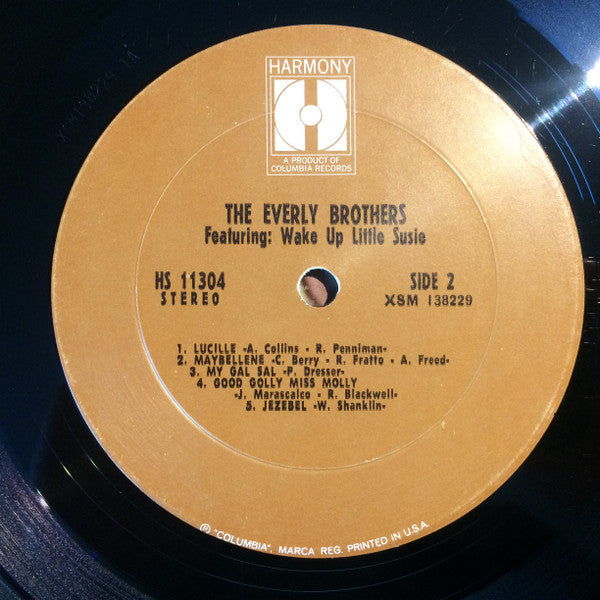 HARMONY
A PRODUCT OF
COLUMBIA RECORDS
THE EVERLY BROTHERS
Featuring: Wake Up Little Susie
HS 11304
STEREO
SIDE 2
XSM 138229
1. LUCILLE -A. Collins - R. Penniman-
2. MAYBELLENE -C. Berry - R. Fratto - A. Freed-
3. MY GAL SAL -P. Dresser-
4. GOOD GOLLY MISS MOLLY
-J. Marascalco - R. Blackwell-
5. JEZEBEL -W. Shanklin-
® "COLUMBIA", MARCA REG. PRINTED IN U.S.A.